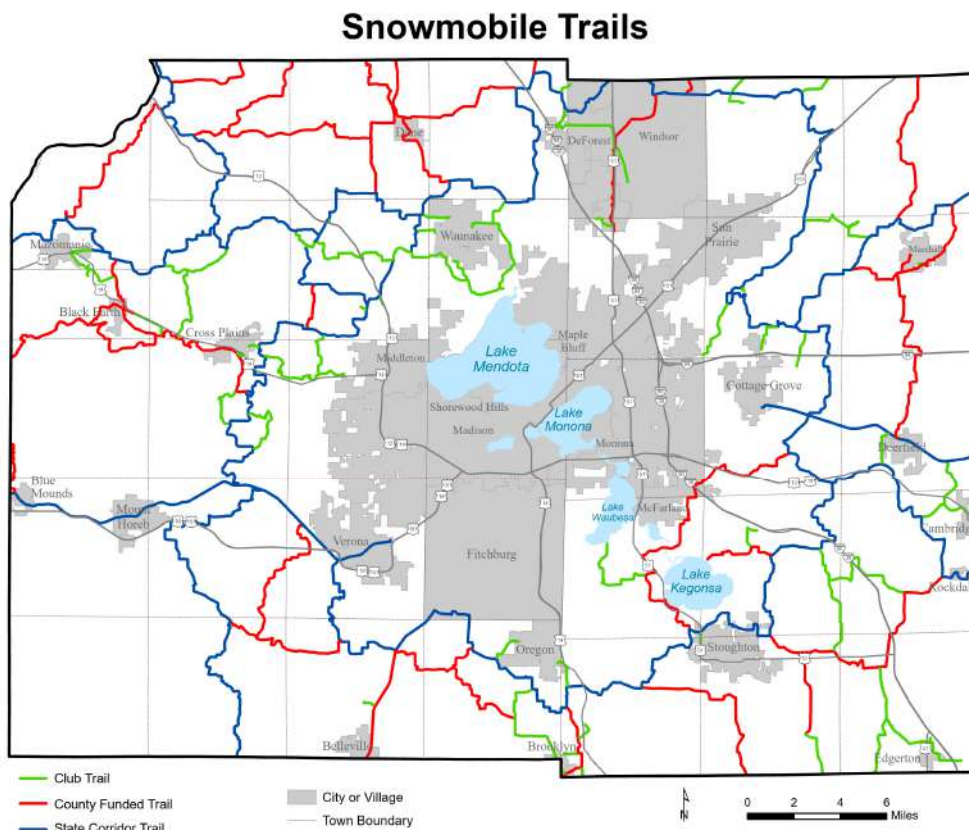 Snowmobile Trails
Dane
DeForest
Windsor
Mazomanie
Waunakee
Sun
Prairie
Marshall
Black Earth
Cross Plains
Middleton
Lake
Mendota
Maple
Bluff
Cottage Grove
Shorewood Hills
Lake
Monona
Madison
Monona
Deerfield
Blue
Mounds
Mount
Horeb
Lake
Waubesa
McFarland
Verona
Fitchburg
Lake
Kegonsa
Oregon
Stoughton
Belleville
Brooklyn
Edgerton
Club Trail
County Funded Trail
State Corridor Trail
City or Village
Town Boundary
N
0 2 4 6
Miles